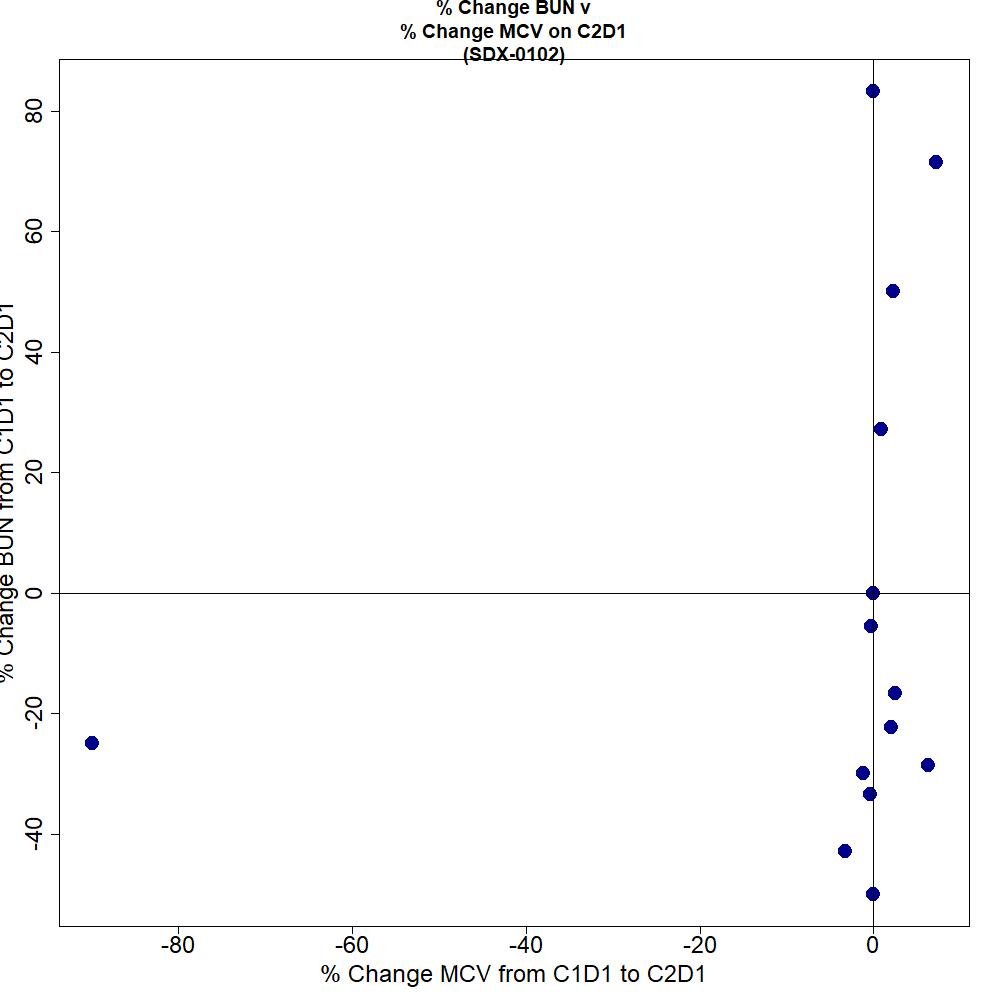 % Change BUN v
% Change MCV on C2D1
(SDX-0102)
% Change BUN from C1D1 to C2D1
80
60
40
20
0
-20
-40
-80
-60
-40
-20
0
% Change MCV from C1D1 to C2D1